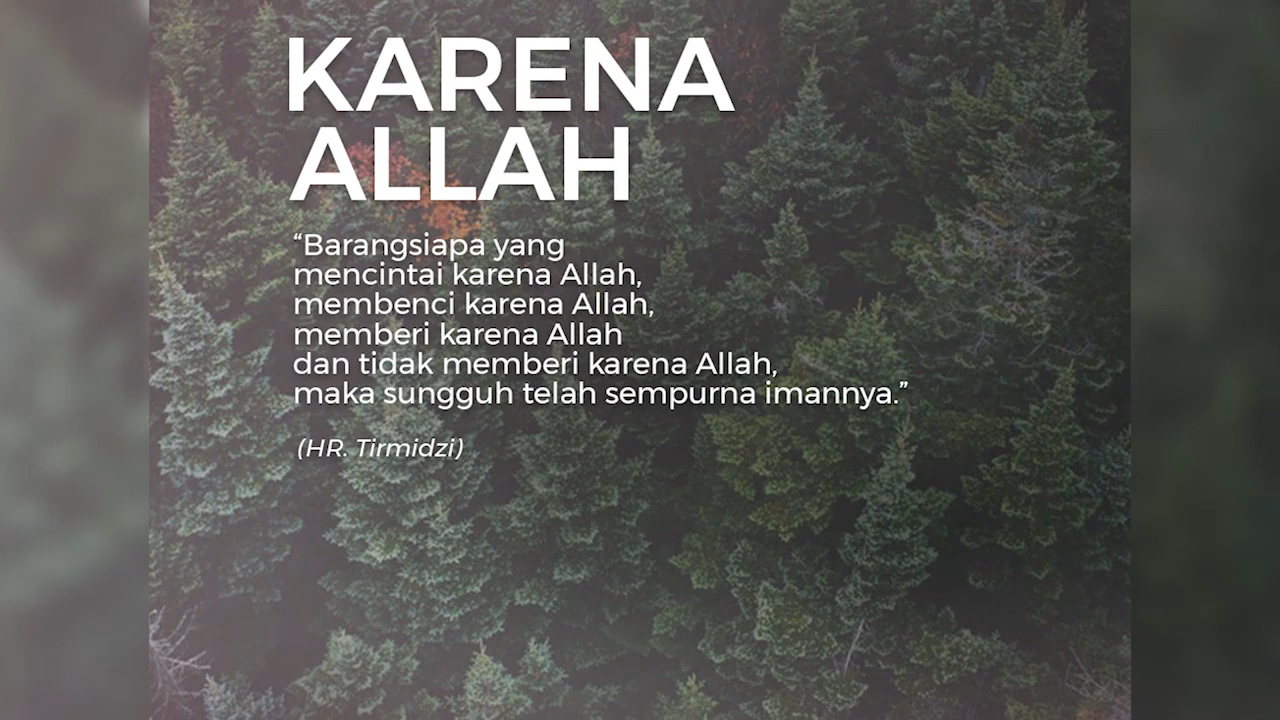 KARENA
ALLAH
“Barangsiapa yang
mencintai karena Allah,
membenci karena Allah,
memberi karena Allah
dan tidak memberi karena Allah,
maka sungguh telah sempurna imannya.”
(HR. Tirmidzi)